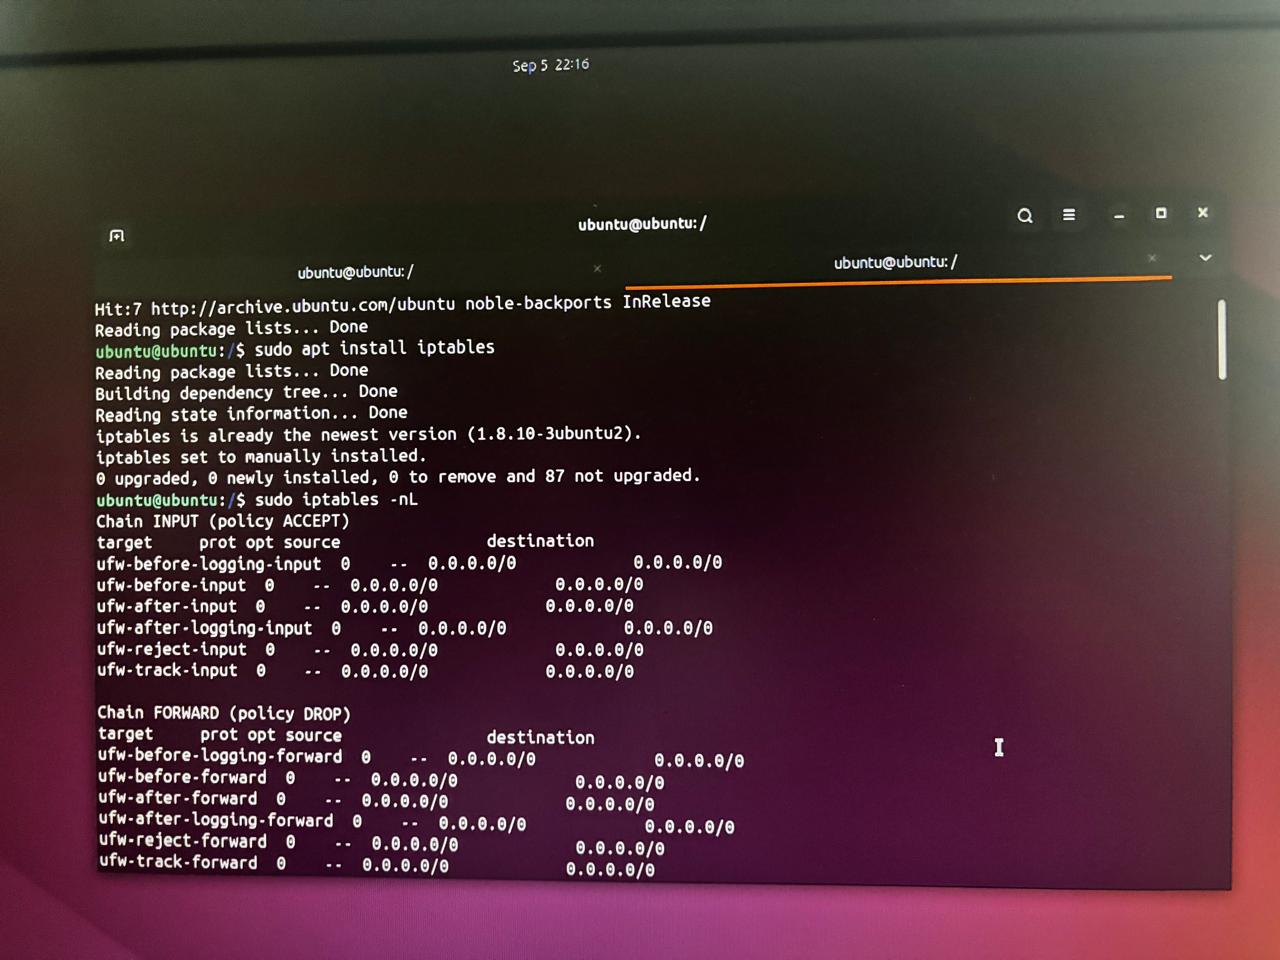 Sep 5 22:16
ubuntu@ubuntu:/
ubuntu@ubuntu:/
ubuntu@ubuntu:/
Hit:7 http://archive.ubuntu.com/ubuntu noble-backports InRelease
Reading package lists... Done
ubuntu@ubuntu:/$ sudo apt install iptables
Reading package lists... Done
Building dependency tree... Done
Reading state information... Done
iptables is already the newest version (1.8.10-3ubuntu2).
iptables set to manually installed.
0 upgraded, 0 newly installed, 0 to remove and 87 not upgraded.
ubuntu@ubuntu:/$ sudo iptables -nL
Chain INPUT (policy ACCEPT)
target     prot opt source               destination
ufw-before-logging-input  0    --  0.0.0.0/0            0.0.0.0/0
ufw-before-input  0    --  0.0.0.0/0            0.0.0.0/0
ufw-after-input  0    --  0.0.0.0/0            0.0.0.0/0
ufw-after-logging-input  0    --  0.0.0.0/0            0.0.0.0/0
ufw-reject-input  0    --  0.0.0.0/0            0.0.0.0/0
ufw-track-input  0    --  0.0.0.0/0            0.0.0.0/0
Chain FORWARD (policy DROP)
target     prot opt source               destination
ufw-before-logging-forward  0    --  0.0.0.0/0            0.0.0.0/0
ufw-before-forward  0    --  0.0.0.0/0            0.0.0.0/0
ufw-after-forward  0    --  0.0.0.0/0            0.0.0.0/0
ufw-after-logging-forward  0    --  0.0.0.0/0            0.0.0.0/0
ufw-reject-forward  0    --  0.0.0.0/0            0.0.0.0/0
ufw-track-forward  0    --  0.0.0.0/0            0.0.0.0/0